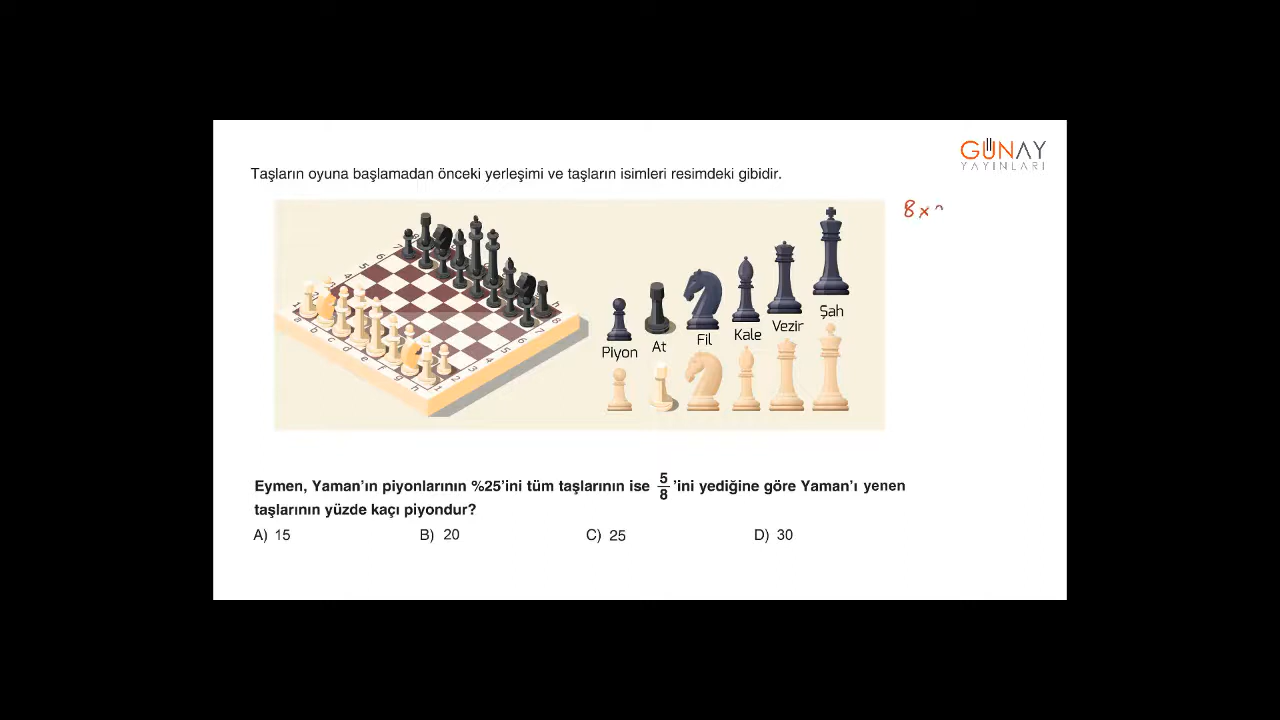 GÜNAY
YAYINLARI
Taşların oyuna başlamadan önceki yerleşimi ve taşların isimleri resimdeki gibidir.
8 x
Piyon At Fil Kale Vezir Şah
Eymen, Yaman'ın piyonlarının %25'ini tüm taşlarının ise 5/8 'ini yediğine göre Yaman'ı yenen
taşlarının yüzde kaçı piyondur?
A) 15 B) 20 C) 25 D) 30